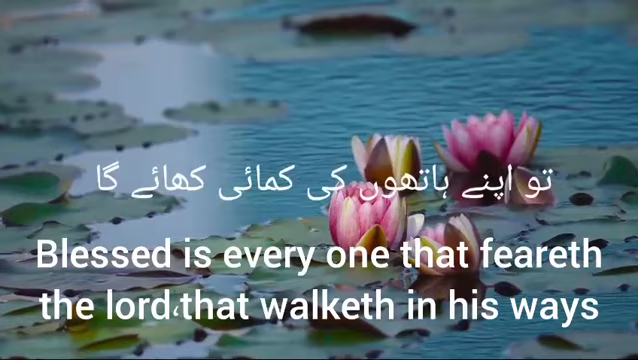 تو اپنے ہاتھوں کی کمائی کھائے گا
Blessed is every one that feareth
the lord،that walketh in his ways